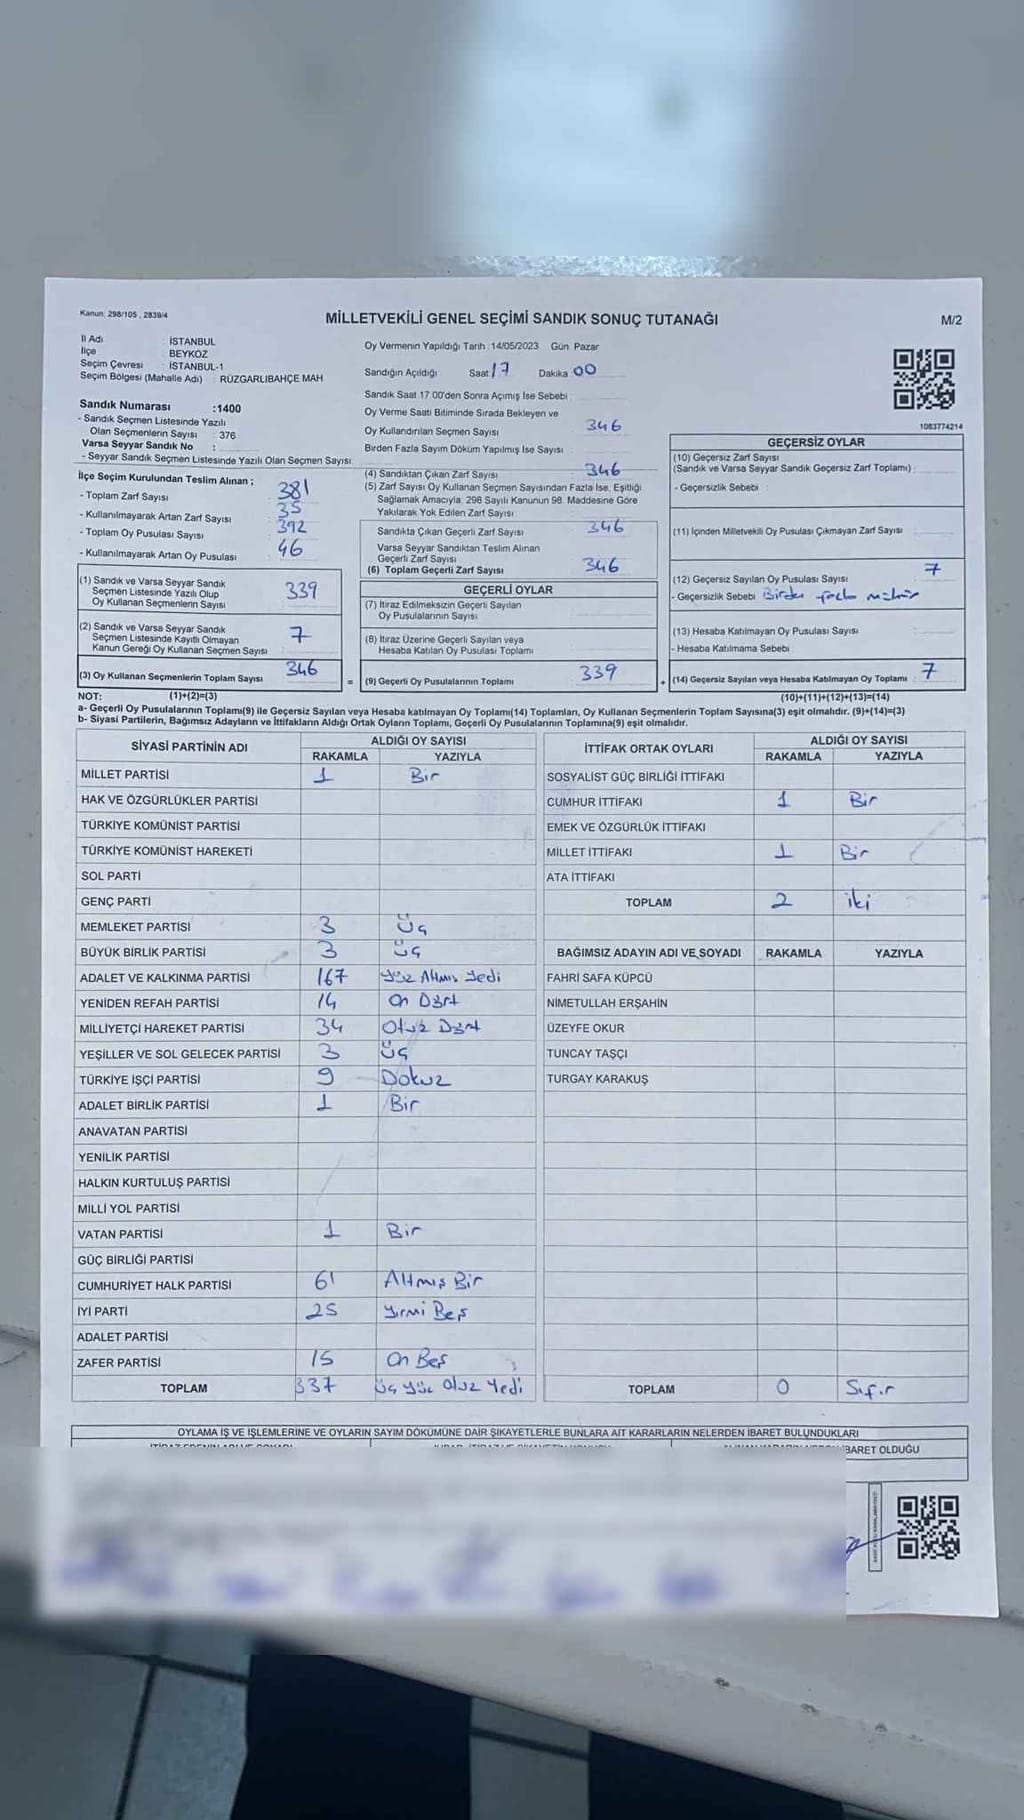 Kanun: 298/105 , 2839/4
MİLLETVEKİLİ GENEL SEÇİMİ SANDIK SONUÇ TUTANAĞI
M/2
İl Adı : İSTANBUL
İlçe : BEYKOZ
Seçim Çevresi : İSTANBUL-1
Seçim Bölgesi (Mahalle Adı) : RÜZGARLIBAHÇE MAH
Sandık Numarası :1400
- Sandık Seçmen Listesinde Yazılı
Olan Seçmenlerin Sayısı : 376
Varsa Seyyar Sandık No :
- Seyyar Sandık Seçmen Listesinde Yazılı Olan Seçmen Sayısı:
İlçe Seçim Kurulundan Teslim Alınan ;
- Toplam Zarf Sayısı 381
- Kullanılmayarak Artan Zarf Sayısı 35
- Toplam Oy Pusulası Sayısı 392
- Kullanılmayarak Artan Oy Pusulası 46
(1) Sandık ve Varsa Seyyar Sandık
Seçmen Listesinde Yazılı Olup
Oy Kullanan Seçmenlerin Sayısı 339
(2) Sandık ve Varsa Seyyar Sandık
Seçmen Listesinde Kayıtlı Olmayan
Kanun Gereği Oy Kullanan Seçmen Sayısı 7
(3) Oy Kullanan Seçmenlerin Toplam Sayısı 346
Oy Vermenin Yapıldığı Tarih :14/05/2023 Gün: Pazar
Sandığın Açıldığı Saat 17 Dakika 00
Sandık Saat 17:00'den Sonra Açımış İse Sebebi :
Oy Verme Saati Bitiminde Sırada Bekleyen ve
Oy Kullandırılan Seçmen Sayısı 346
Birden Fazla Sayım Döküm Yapılmış İse Sayısı
(4) Sandıktan Çıkan Zarf Sayısı 346
(5) Zarf Sayısı Oy Kullanan Seçmen Sayısından Fazla İse, Eşitliği
Sağlamak Amacıyla, 298 Sayılı Kanunun 98. Maddesine Göre
Yakılarak Yok Edilen Zarf Sayısı
Sandıkta Çıkan Geçerli Zarf Sayısı 346
Varsa Seyyar Sandıktan Teslim Alınan
Geçerli Zarf Sayısı
(6) Toplam Geçerli Zarf Sayısı 346
GEÇERLİ OYLAR
(7) İtiraz Edilmeksizin Geçerli Sayılan
Oy Pusulalarının Sayısı
(8) İtiraz Üzerine Geçerli Sayılan veya
Hesaba Katılan Oy Pusulası Toplamı
= (9) Geçerli Oy Pusulalarının Toplamı 339
1083774214
GEÇERSİZ OYLAR
(10) Geçersiz Zarf Sayısı
(Sandık ve Varsa Seyyar Sandık Geçersiz Zarf Toplamı) :
- Geçersizlik Sebebi :
(11) İçinden Milletvekili Oy Pusulası Çıkmayan Zarf Sayısı
(12) Geçersiz Sayılan Oy Pusulası Sayısı 7
- Geçersizlik Sebebi Birden fazla mühür
(13) Hesaba Katılmayan Oy Pusulası Sayısı
- Hesaba Katılmama Sebebi
+ (14) Geçersiz Sayılan veya Hesaba Katılmayan Oy Toplamı 7
NOT: (1)+(2)=(3)
(10)+(11)+(12)+(13)=(14)
a- Geçerli Oy Pusulalarının Toplamı(9) ile Geçersiz Sayılan veya Hesaba katılmayan Oy Toplamı(14) Toplamları, Oy Kullanan Seçmenlerin Toplam Sayısına(3) eşit olmalıdır. (9)+(14)=(3)
b- Siyasi Partilerin, Bağımsız Adayların ve İttifakların Aldığı Ortak Oyların Toplamı, Geçerli Oy Pusulalarının Toplamına(9) eşit olmalıdır.
SİYASİ PARTİNİN ADI ALDIĞI OY SAYISI
RAKAMLA YAZIYLA
MİLLET PARTİSİ 1 Bir
HAK VE ÖZGÜRLÜKLER PARTİSİ
TÜRKİYE KOMÜNİST PARTİSİ
TÜRKİYE KOMÜNİST HAREKETİ
SOL PARTİ
GENÇ PARTİ
MEMLEKET PARTİSİ 3 Üç
BÜYÜK BİRLİK PARTİSİ 3 Üç
ADALET VE KALKINMA PARTİSİ 167 Yüz Altmış Yedi
YENİDEN REFAH PARTİSİ 14 On Dört
MİLLİYETÇİ HAREKET PARTİSİ 34 Otuz Dört
YEŞİLLER VE SOL GELECEK PARTİSİ 3 Üç
TÜRKİYE İŞÇİ PARTİSİ 9 Dokuz
ADALET BİRLİK PARTİSİ 1 Bir
ANAVATAN PARTİSİ
YENİLİK PARTİSİ
HALKIN KURTULUŞ PARTİSİ
MİLLİ YOL PARTİSİ
VATAN PARTİSİ 1 Bir
GÜÇ BİRLİĞİ PARTİSİ
CUMHURİYET HALK PARTİSİ 61 Altmış Bir
İYİ PARTİ 25 Yirmi Beş
ADALET PARTİSİ
ZAFER PARTİSİ 15 On Beş
TOPLAM 337 Üç Yüz Otuz Yedi
İTTİFAK ORTAK OYLARI ALDIĞI OY SAYISI
RAKAMLA YAZIYLA
SOSYALİST GÜÇ BİRLİĞİ İTTİFAKI
CUMHUR İTTİFAKI 1 Bir
EMEK VE ÖZGÜRLÜK İTTİFAKI
MİLLET İTTİFAKI 1 Bir
ATA İTTİFAKI
TOPLAM 2 iki
BAĞIMSIZ ADAYIN ADI VE SOYADI RAKAMLA YAZIYLA
FAHRİ SAFA KÜPCÜ
NİMETULLAH ERŞAHİN
ÜZEYFE OKUR
TUNCAY TAŞÇI
TURGAY KARAKUŞ
TOPLAM 0 Sıfır
OYLAMA İŞ VE İŞLEMLERİNE VE OYLARIN SAYIM DÖKÜMÜNE DAİR ŞİKAYETLERLE BUNLARA AİT KARARLARIN NELERDEN İBARET BULUNDUKLARI
İBARET OLDUĞU